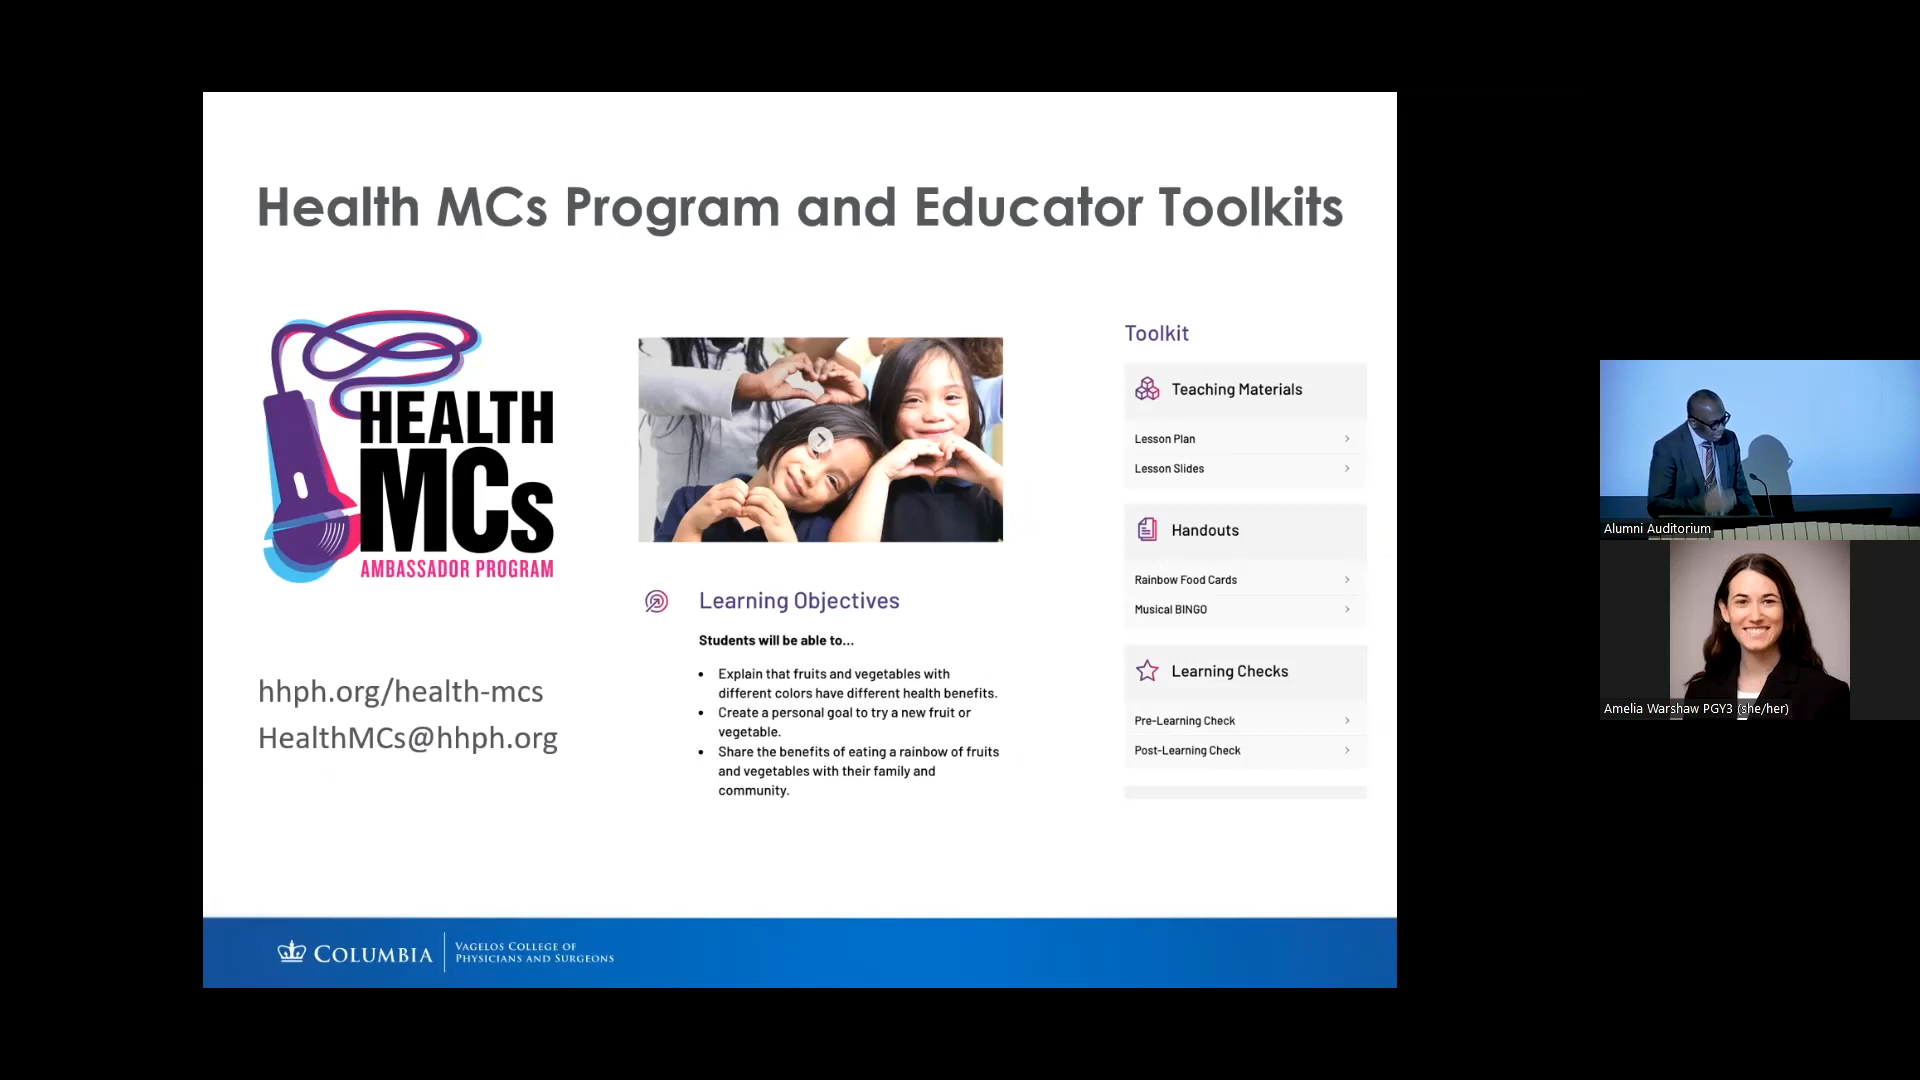 Health MCs Program and Educator Toolkits
HEALTH
MCs
AMBASSADOR PROGRAM
hhph.org/health-mcs
HealthMCs@hhph.org
Learning Objectives
Students will be able to...
• Explain that fruits and vegetables with
different colors have different health benefits.
• Create a personal goal to try a new fruit or
vegetable.
• Share the benefits of eating a rainbow of fruits
and vegetables with their family and
community.
Toolkit
Teaching Materials
Lesson Plan
Lesson Slides
Handouts
Rainbow Food Cards
Musical BINGO
Learning Checks
Pre-Learning Check
Post-Learning Check
COLUMBIA
VAGELOS COLLEGE OF
PHYSICIANS AND SURGEONS
Alumni Auditorium
Amelia Warshaw PGY3 (she/her)